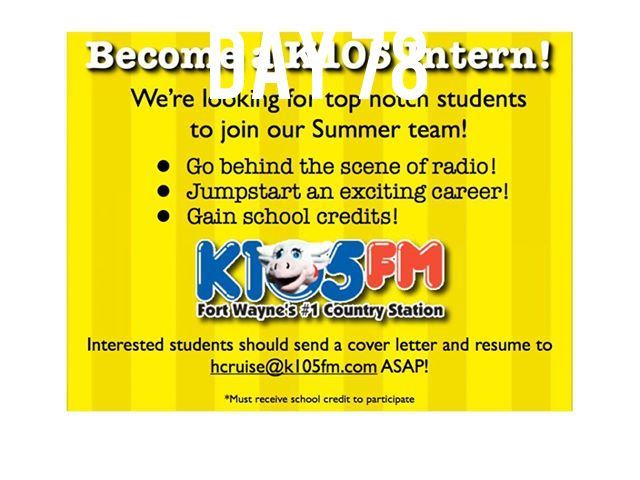 DAY 78
Become a K105 Intern!
We're looking for top notch students
to join our Summer team!
● Go behind the scene of radio!
● Jumpstart an exciting career!
● Gain school credits!
K105FM
Fort Wayne's #1 Country Station
Interested students should send a cover letter and resume to
hcruise@k105fm.com ASAP!
*Must receive school credit to participate